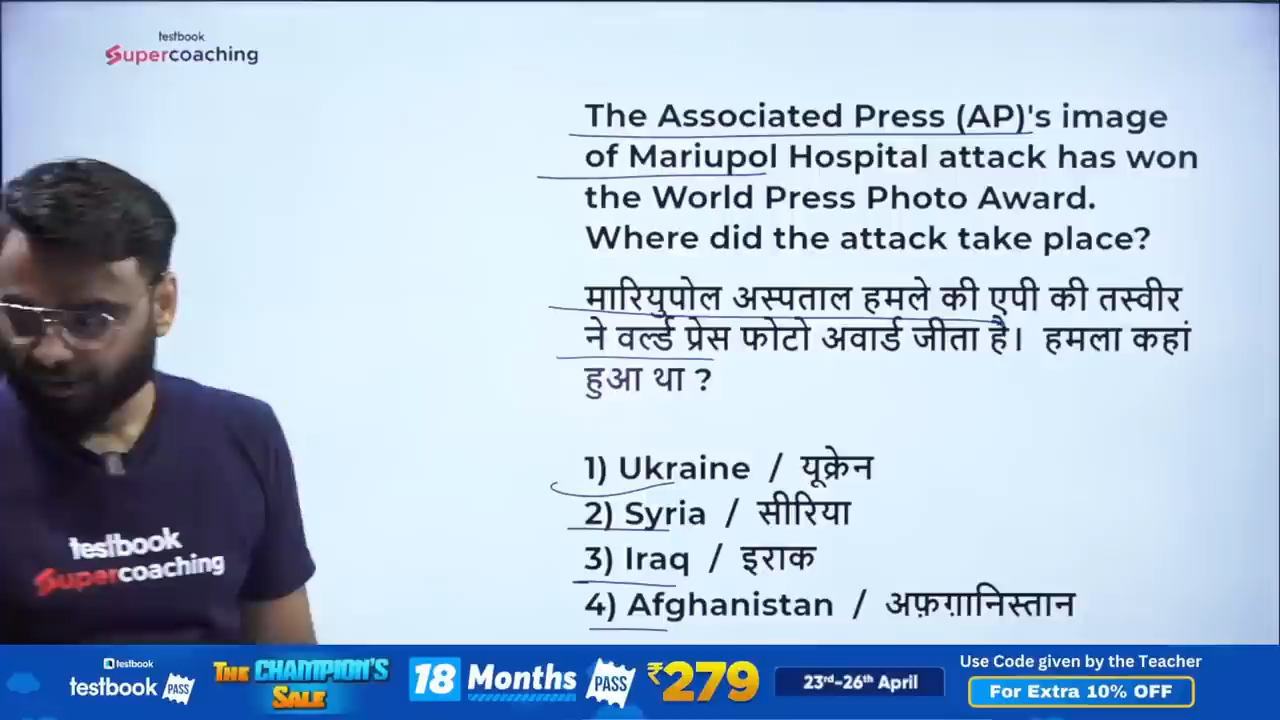 testbook
Supercoaching
The Associated Press (AP)'s image
of Mariupol Hospital attack has won
the World Press Photo Award.
Where did the attack take place?
मारियुपोल अस्पताल हमले की एपी की तस्वीर
ने वर्ल्ड प्रेस फोटो अवार्ड जीता है। हमला कहां
हुआ था ?
1) Ukraine / यूक्रेन
2) Syria / सीरिया
3) Iraq / इराक
4) Afghanistan / अफ़ग़ानिस्तान
testbook
Supercoaching
testbook
testbook PASS
THE CHAMPION'S
SALE
18 Months PASS ₹279
23rd-26th April
Use Code given by the Teacher
For Extra 10% OFF